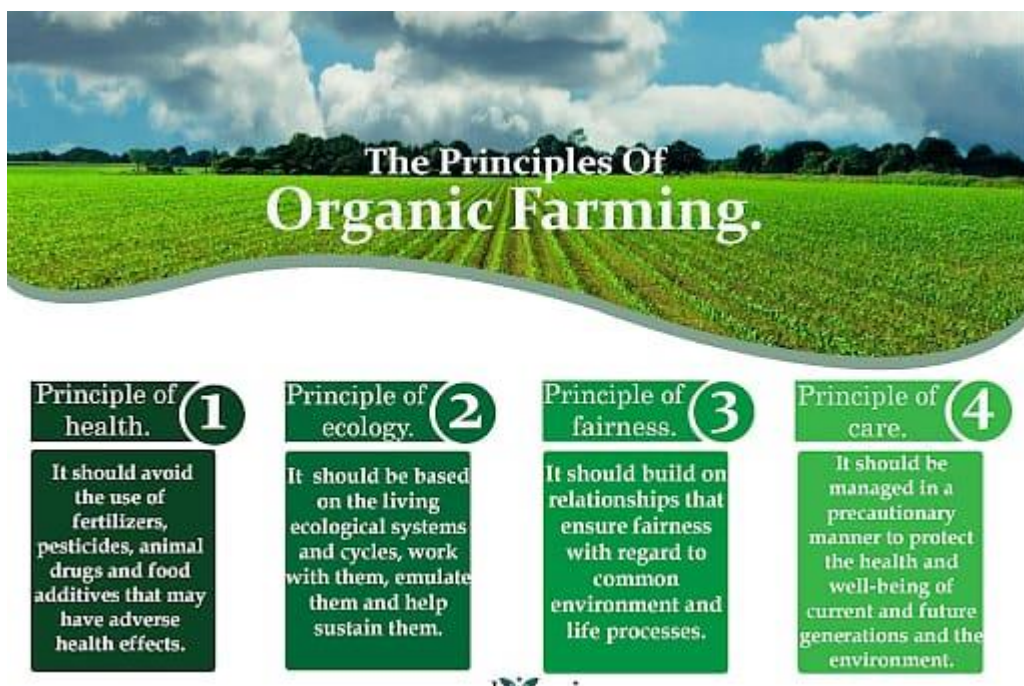 The Principles Of
Organic Farming.
Principle of
health.
1
It should avoid
the use of
fertilizers,
pesticides, animal
drugs and food
additives that may
have adverse
health effects.
Principle of
ecology.
2
It should be based
on the living
ecological systems
and cycles, work
with them, emulate
them and help
sustain them.
Principle of
fairness.
3
It should build on
relationships that
ensure fairness
with regard to
common
environment and
life processes.
Principle of
care.
4
It should be
managed in a
precautionary
manner to protect
the health and
well-being of
current and future
generations and the
environment.